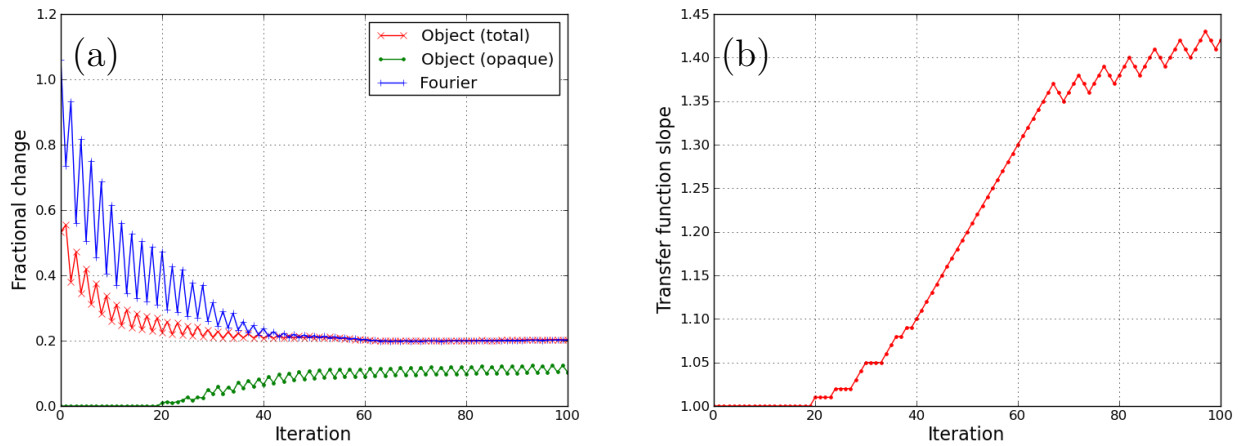 (a)
Object (total)
Object (opaque)
Fourier
Fractional change
1.2
1.0
0.8
0.6
0.4
0.2
0.0
0 20 40 60 80 100
Iteration
(b)
Transfer function slope
1.45
1.40
1.35
1.30
1.25
1.20
1.15
1.10
1.05
1.00
0 20 40 60 80 100
Iteration